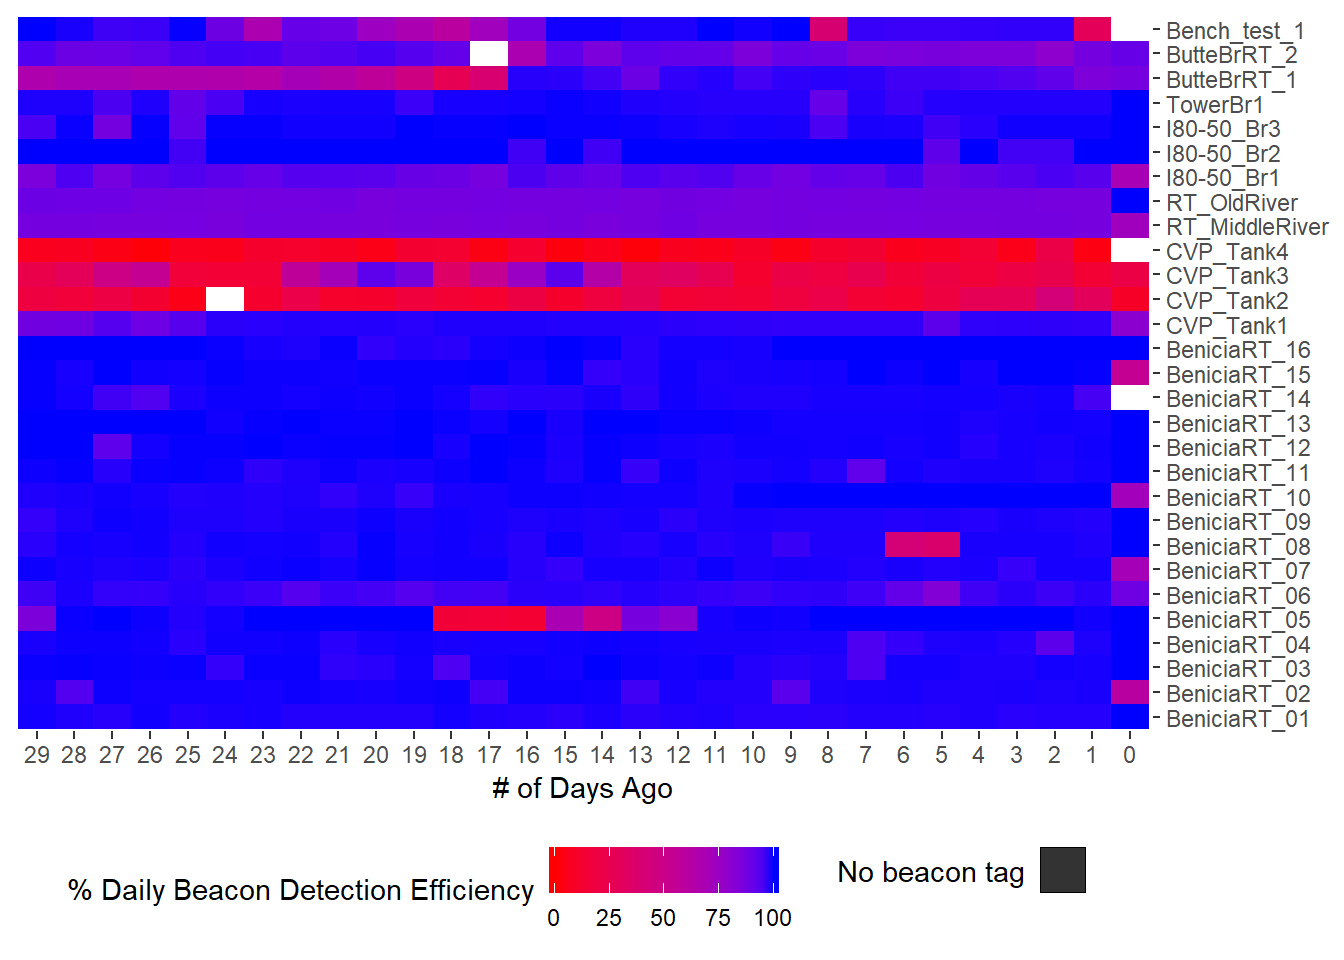 Bench_test_1
ButteBrRT_2
ButteBrRT_1
TowerBr1
I80-50_Br3
I80-50_Br2
I80-50_Br1
RT_OldRiver
RT_MiddleRiver
CVP_Tank4
CVP_Tank3
CVP_Tank2
CVP_Tank1
BeniciaRT_16
BeniciaRT_15
BeniciaRT_14
BeniciaRT_13
BeniciaRT_12
BeniciaRT_11
BeniciaRT_10
BeniciaRT_09
BeniciaRT_08
BeniciaRT_07
BeniciaRT_06
BeniciaRT_05
BeniciaRT_04
BeniciaRT_03
BeniciaRT_02
BeniciaRT_01
29 28 27 26 25 24 23 22 21 20 19 18 17 16 15 14 13 12 11 10 9 8 7 6 5 4 3 2 1 0
# of Days Ago
% Daily Beacon Detection Efficiency
0 25 50 75 100
No beacon tag